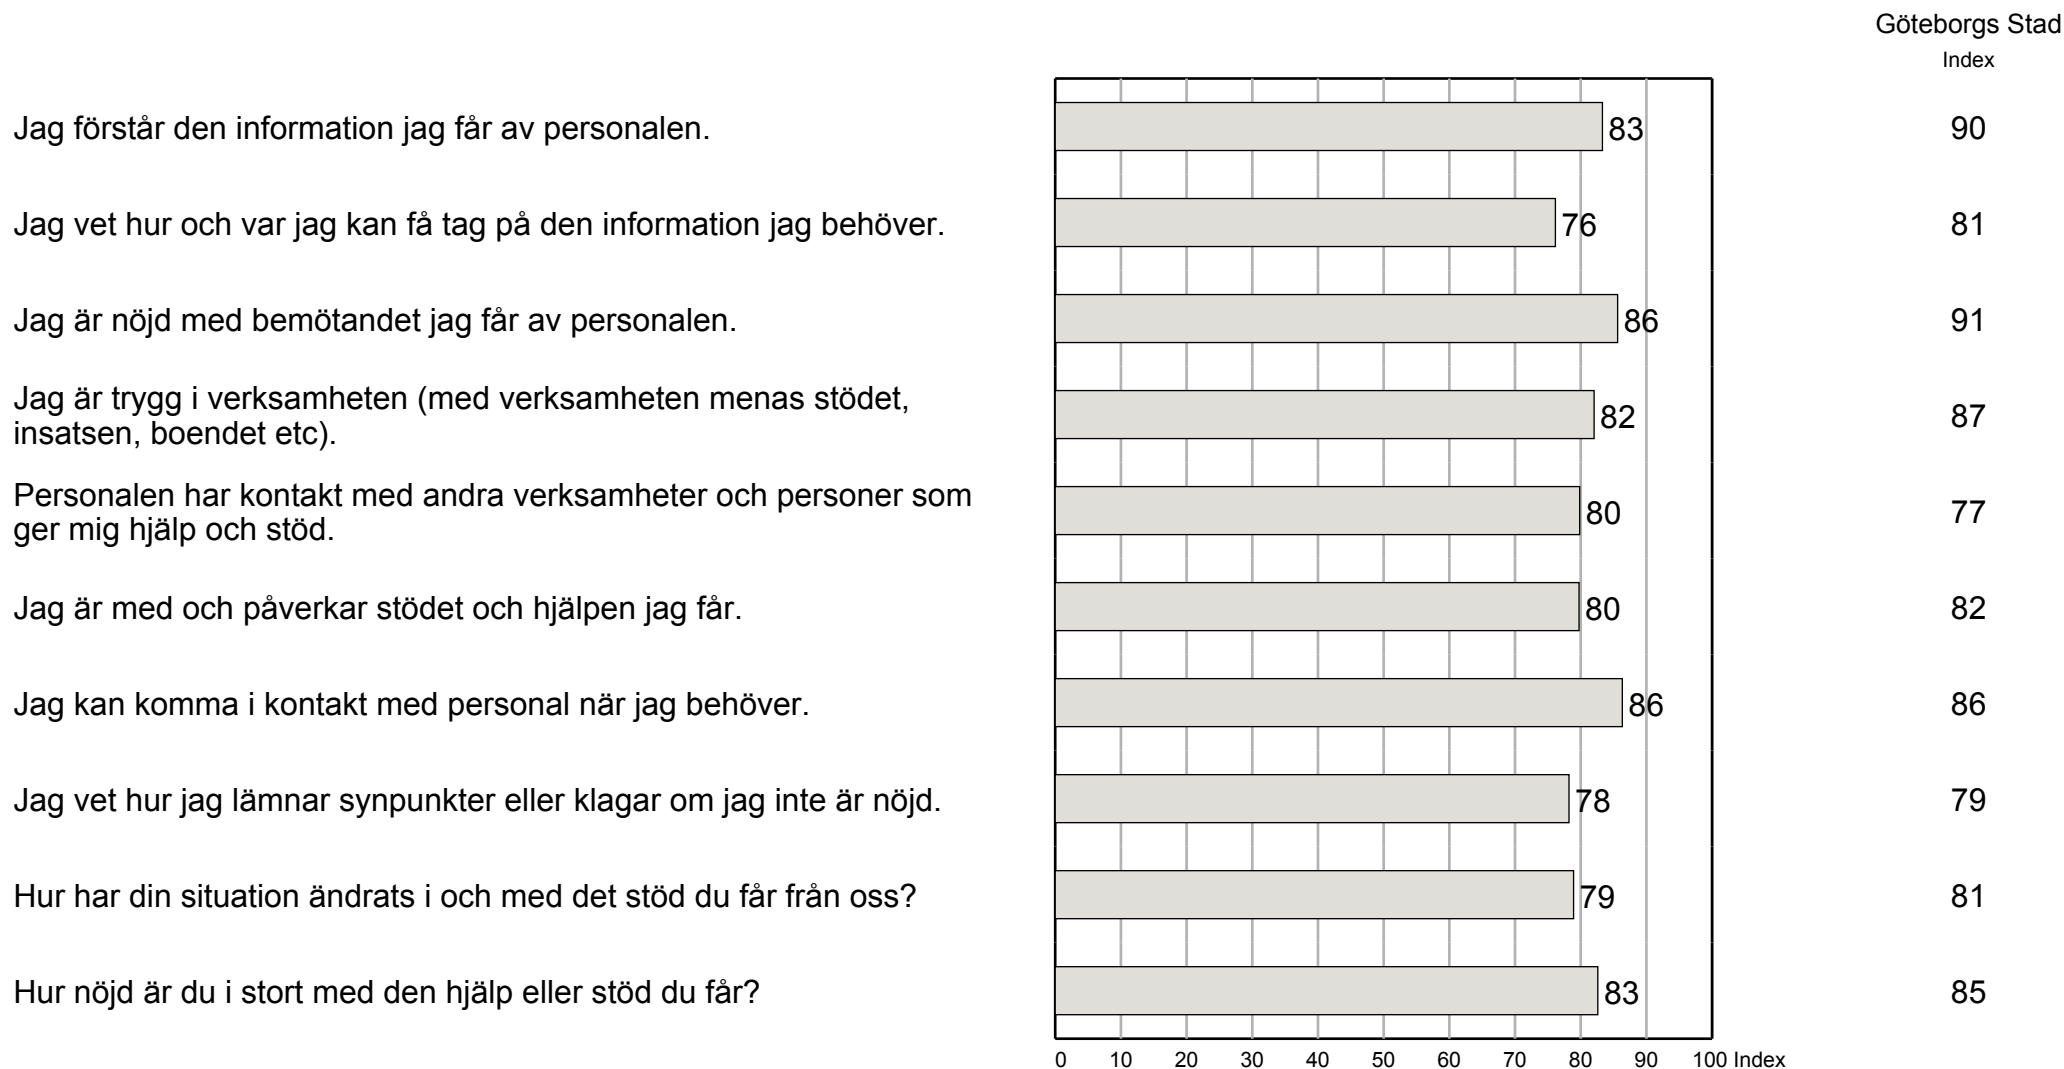 Göteborgs Stad
Index
Jag förstår den information jag får av personalen. 83 90
Jag vet hur och var jag kan få tag på den information jag behöver. 76 81
Jag är nöjd med bemötandet jag får av personalen. 86 91
Jag är trygg i verksamheten (med verksamheten menas stödet,
insatsen, boendet etc). 82 87
Personalen har kontakt med andra verksamheter och personer som
ger mig hjälp och stöd. 80 77
Jag är med och påverkar stödet och hjälpen jag får. 80 82
Jag kan komma i kontakt med personal när jag behöver. 86 86
Jag vet hur jag lämnar synpunkter eller klagar om jag inte är nöjd. 78 79
Hur har din situation ändrats i och med det stöd du får från oss? 79 81
Hur nöjd är du i stort med den hjälp eller stöd du får? 83 85
0 10 20 30 40 50 60 70 80 90 100 Index